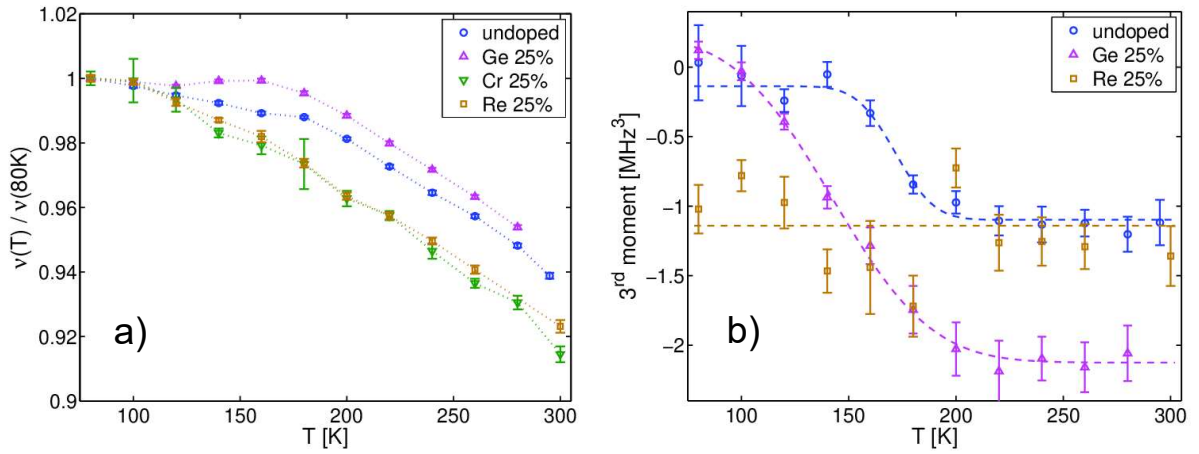 1.02
1
0.98
0.96
0.94
0.92
0.9
ν(T) / ν(80K)
undoped
Ge 25%
Cr 25%
Re 25%
a)
100 150 200 250 300
T [K]
0
−0.5
−1
−1.5
−2
3rd moment [MHz3]
undoped
Ge 25%
Re 25%
b)
100 150 200 250 300
T [K]